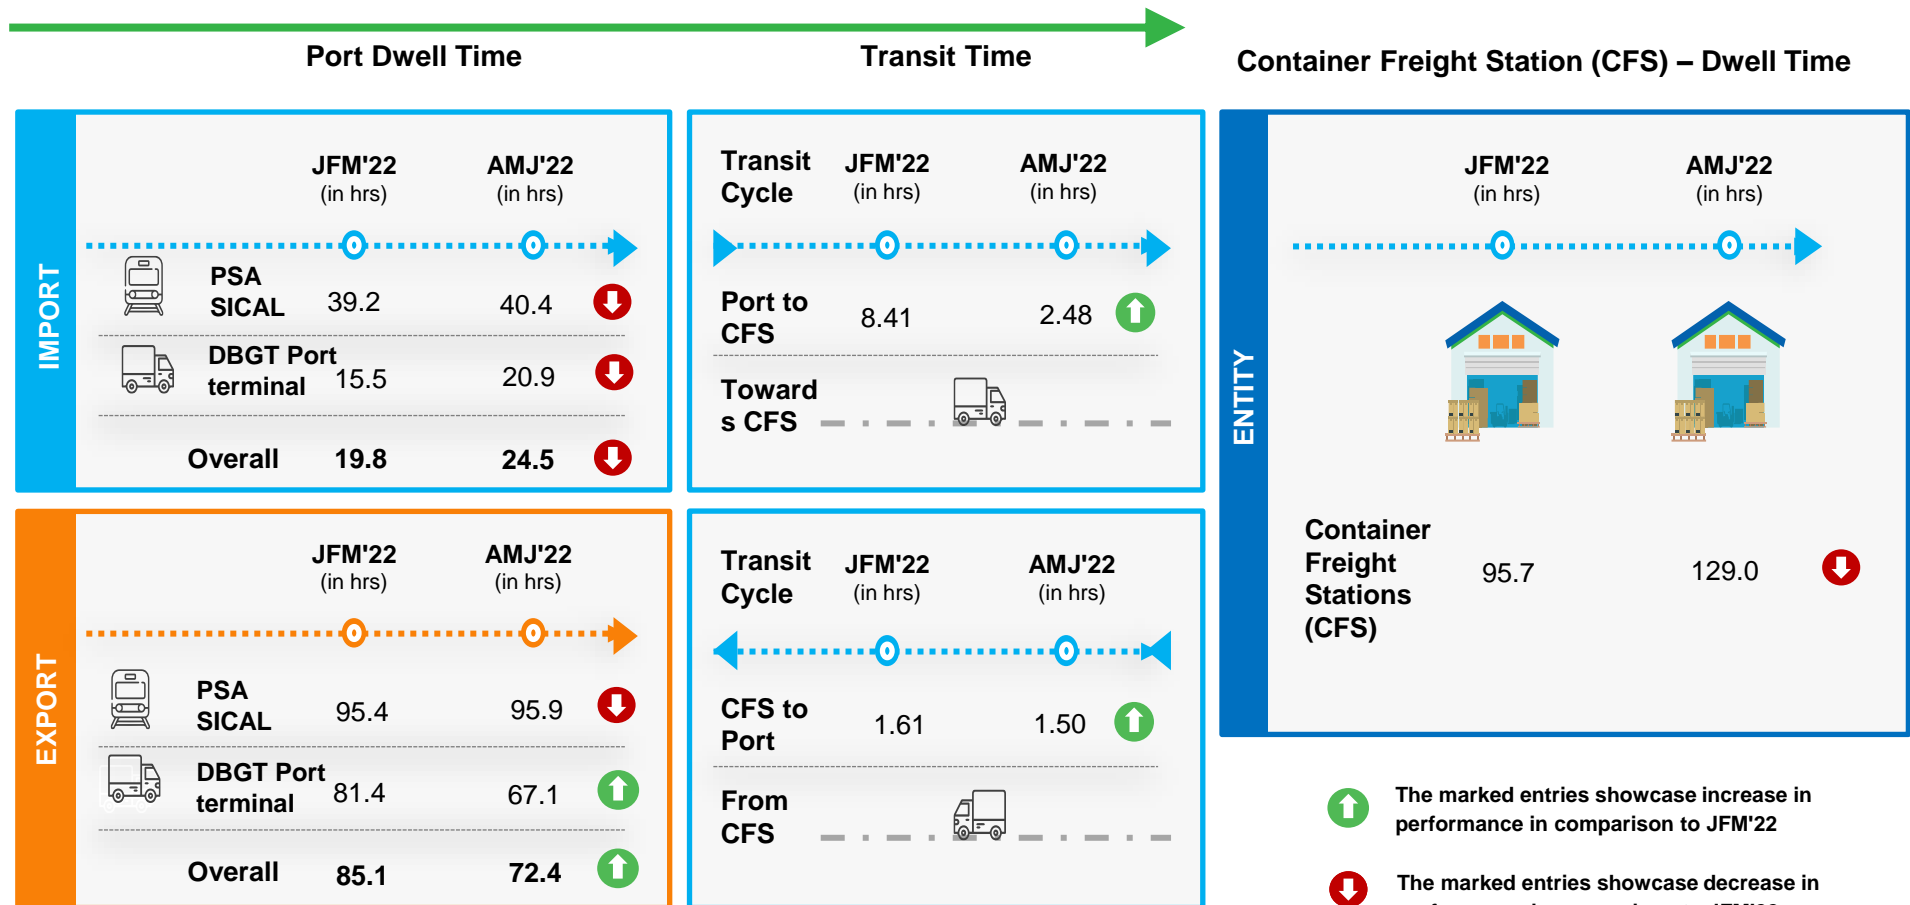 Port Dwell Time
Transit Time
Container Freight Station (CFS) – Dwell Time
IMPORT
JFM'22
(in hrs)
AMJ'22
(in hrs)
PSA
SICAL
39.2
40.4
DBGT Port
terminal
15.5
20.9
Overall
19.8
24.5
Transit
Cycle
JFM'22
(in hrs)
AMJ'22
(in hrs)
Port to
CFS
8.41
2.48
Toward
s CFS
ENTITY
JFM'22
(in hrs)
AMJ'22
(in hrs)
Container
Freight
Stations
(CFS)
95.7
129.0
EXPORT
JFM'22
(in hrs)
AMJ'22
(in hrs)
PSA
SICAL
95.4
95.9
DBGT Port
terminal
81.4
67.1
Overall
85.1
72.4
Transit
Cycle
JFM'22
(in hrs)
AMJ'22
(in hrs)
CFS to
Port
1.61
1.50
From
CFS
The marked entries showcase increase in
performance in comparison to JFM'22
The marked entries showcase decrease in